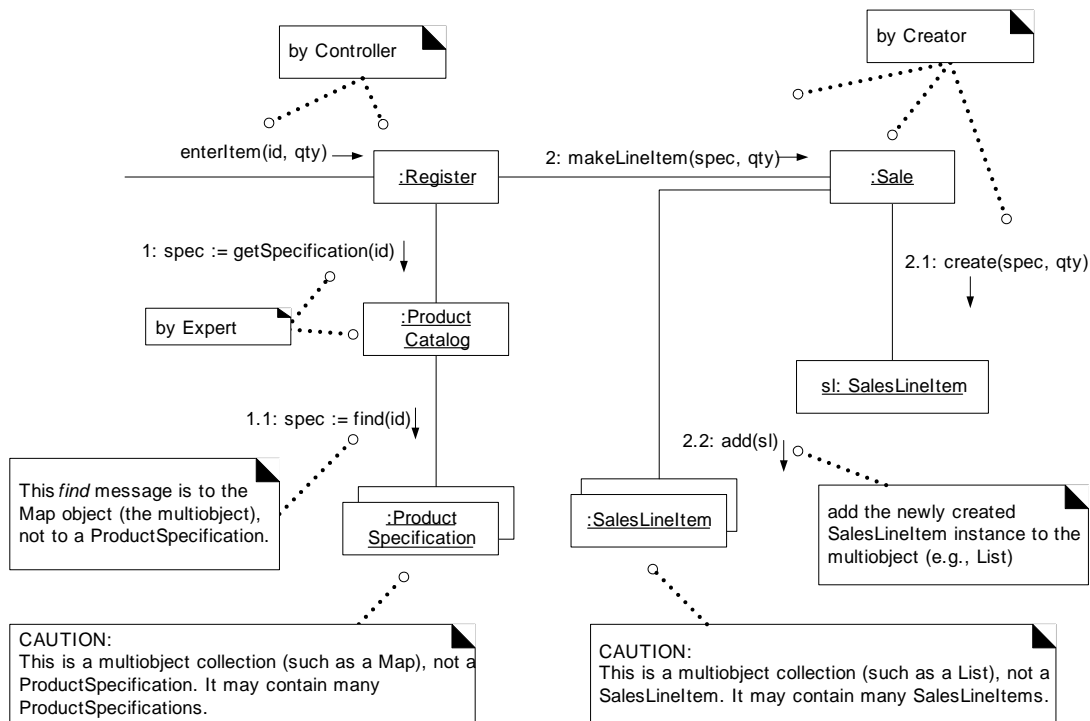 by Controller
by Creator
enterItem(id, qty)
:Register
2: makeLineItem(spec, qty)
:Sale
1: spec := getSpecification(id)
2.1: create(spec, qty)
by Expert
:Product
Catalog
sl: SalesLineItem
1.1: spec := find(id)
2.2: add(sl)
This find message is to the
Map object (the multiobject),
not to a ProductSpecification.
:Product
Specification
:SalesLineItem
add the newly created
SalesLineItem instance to the
multiobject (e.g., List)
CAUTION:
This is a multiobject collection (such as a Map), not a
ProductSpecification. It may contain many
ProductSpecifications.
CAUTION:
This is a multiobject collection (such as a List), not a
SalesLineItem. It may contain many SalesLineItems.